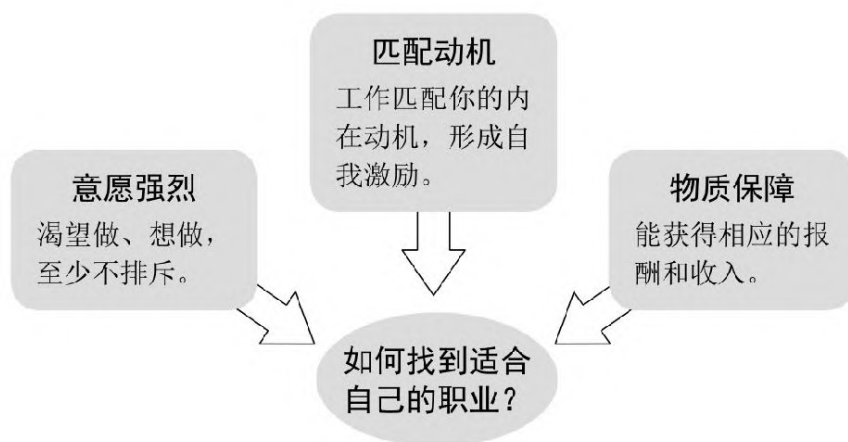 匹配动机
工作匹配你的内
在动机，形成自
我激励。
意愿强烈
渴望做、想做，
至少不排斥。
物质保障
能获得相应的报
酬和收入。
如何找到适合
自己的职业？